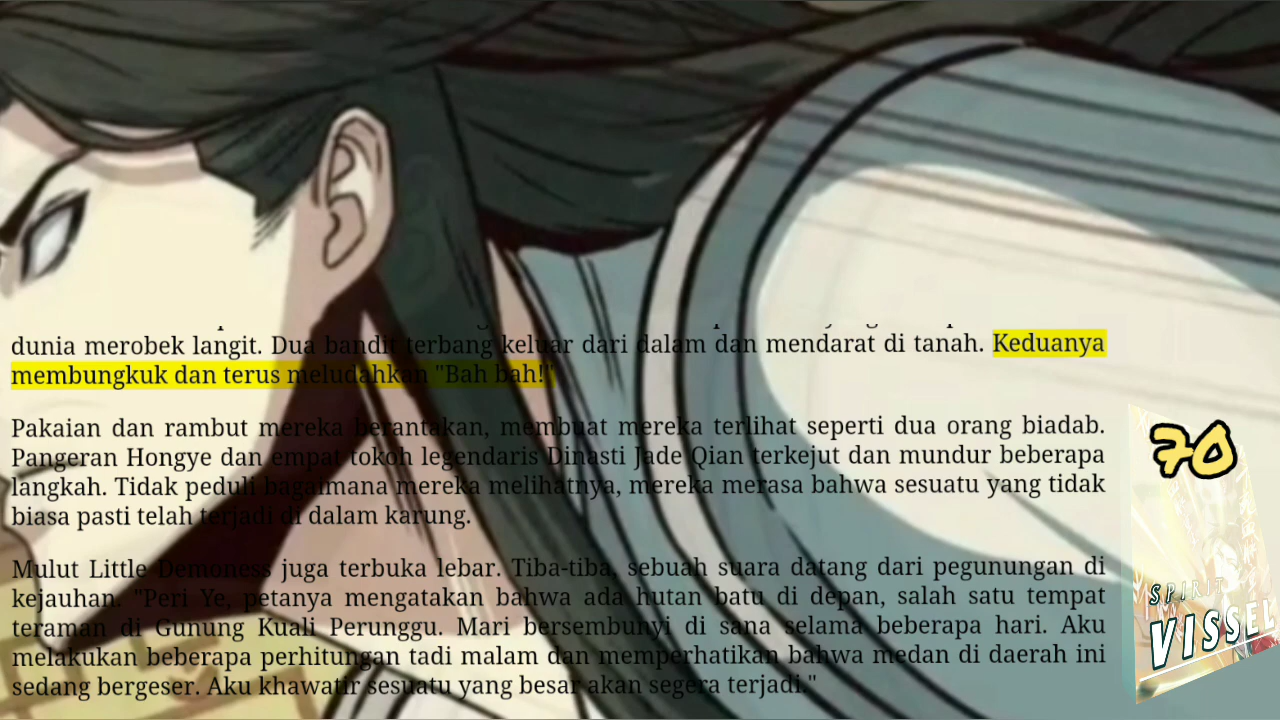 dunia merobek langit. Dua bandit terbang keluar dari dalam dan mendarat di tanah. Keduanya
membungkuk dan terus meludahkan "Bah bah!"
Pakaian dan rambut mereka berantakan, membuat mereka terlihat seperti dua orang biadab.
Pangeran Hongye dan empat tokoh legendaris Dinasti Jade Qian terkejut dan mundur beberapa
langkah. Tidak peduli bagaimana mereka melihatnya, mereka merasa bahwa sesuatu yang tidak
biasa pasti telah terjadi di dalam karung.
Mulut Little Demoness juga terbuka lebar. Tiba-tiba, sebuah suara datang dari pegunungan di
kejauhan. "Peri Ye, petanya mengatakan bahwa ada hutan batu di depan, salah satu tempat
teraman di Gunung Kuali Perunggu. Mari bersembunyi di sana selama beberapa hari. Aku
melakukan beberapa perhitungan tadi malam dan memperhatikan bahwa medan di daerah ini
sedang bergeser. Aku khawatir sesuatu yang besar akan segera terjadi."
70
SPIRIT
VISSEL